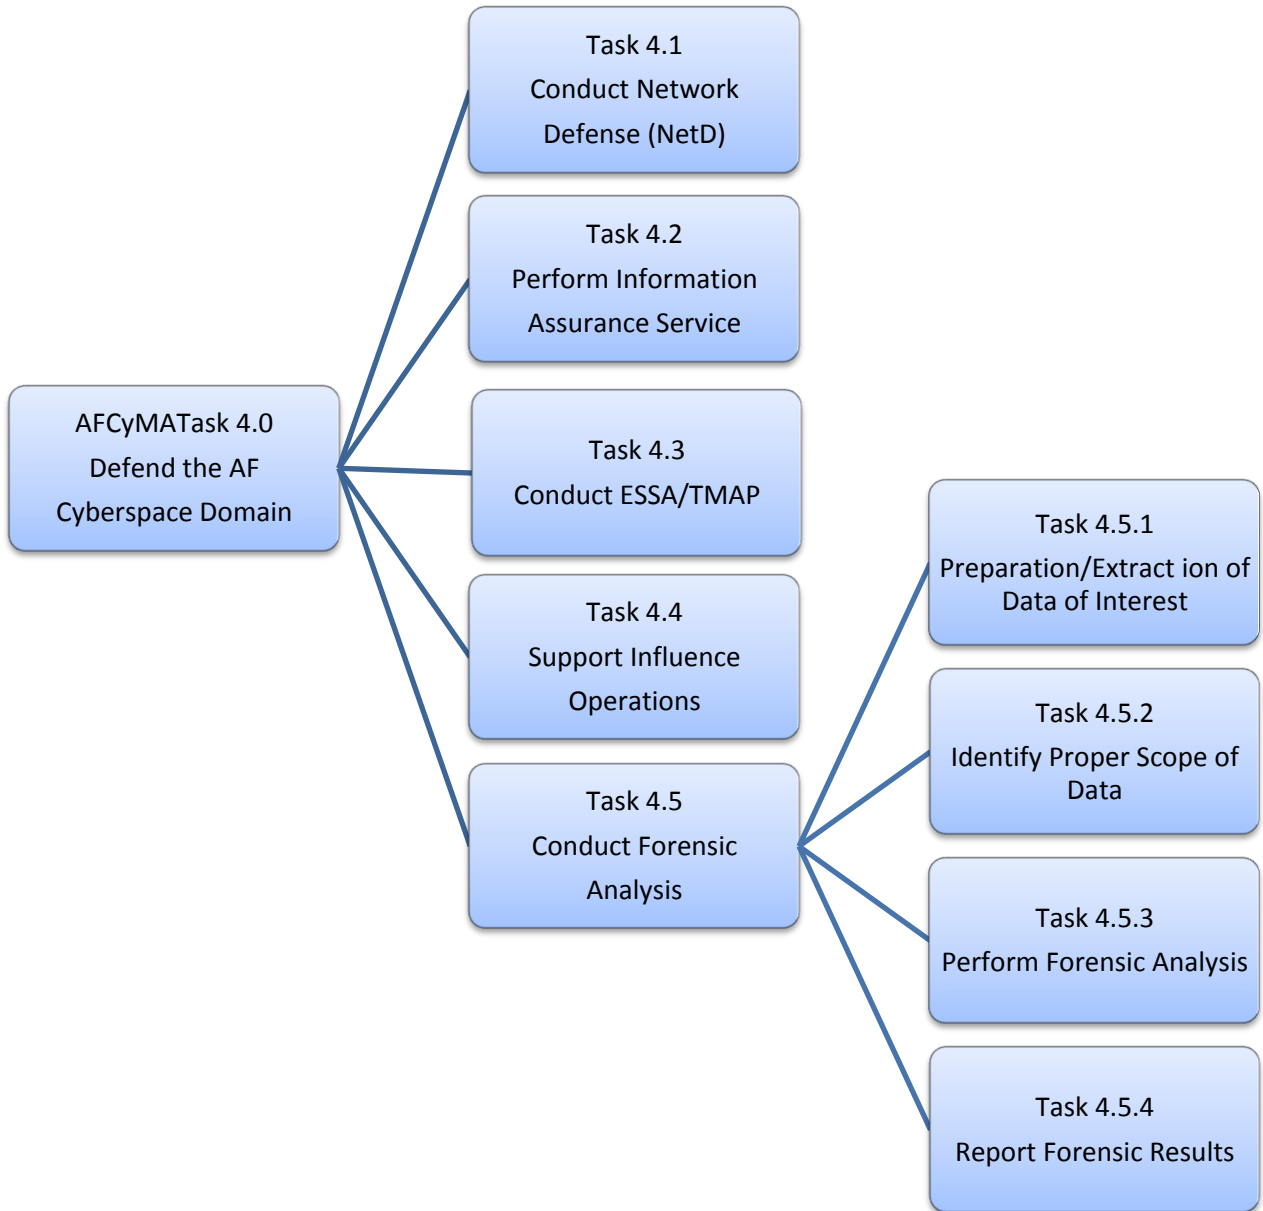 Task 4.1
Conduct Network
Defense (NetD)
Task 4.2
Perform Information
Assurance Service
AFCyMATask 4.0
Defend the AF
Cyberspace Domain
Task 4.3
Conduct ESSA/TMAP
Task 4.4
Support Influence
Operations
Task 4.5
Conduct Forensic
Analysis
Task 4.5.1
Preparation/Extract ion of
Data of Interest
Task 4.5.2
Identify Proper Scope of
Data
Task 4.5.3
Perform Forensic Analysis
Task 4.5.4
Report Forensic Results